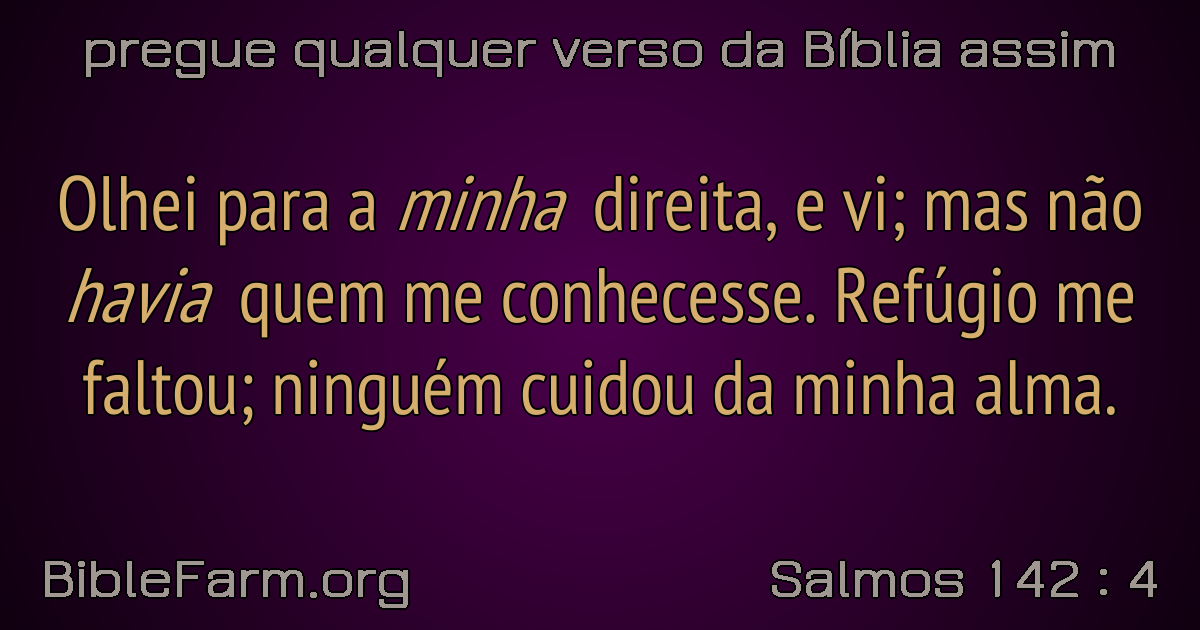 pregue qualquer verso da Bíblia assim
Olhei para a minha direita, e vi; mas não
havia quem me conhecesse. Refúgio me
faltou; ninguém cuidou da minha alma.
BibleFarm.org
Salmos 142 : 4